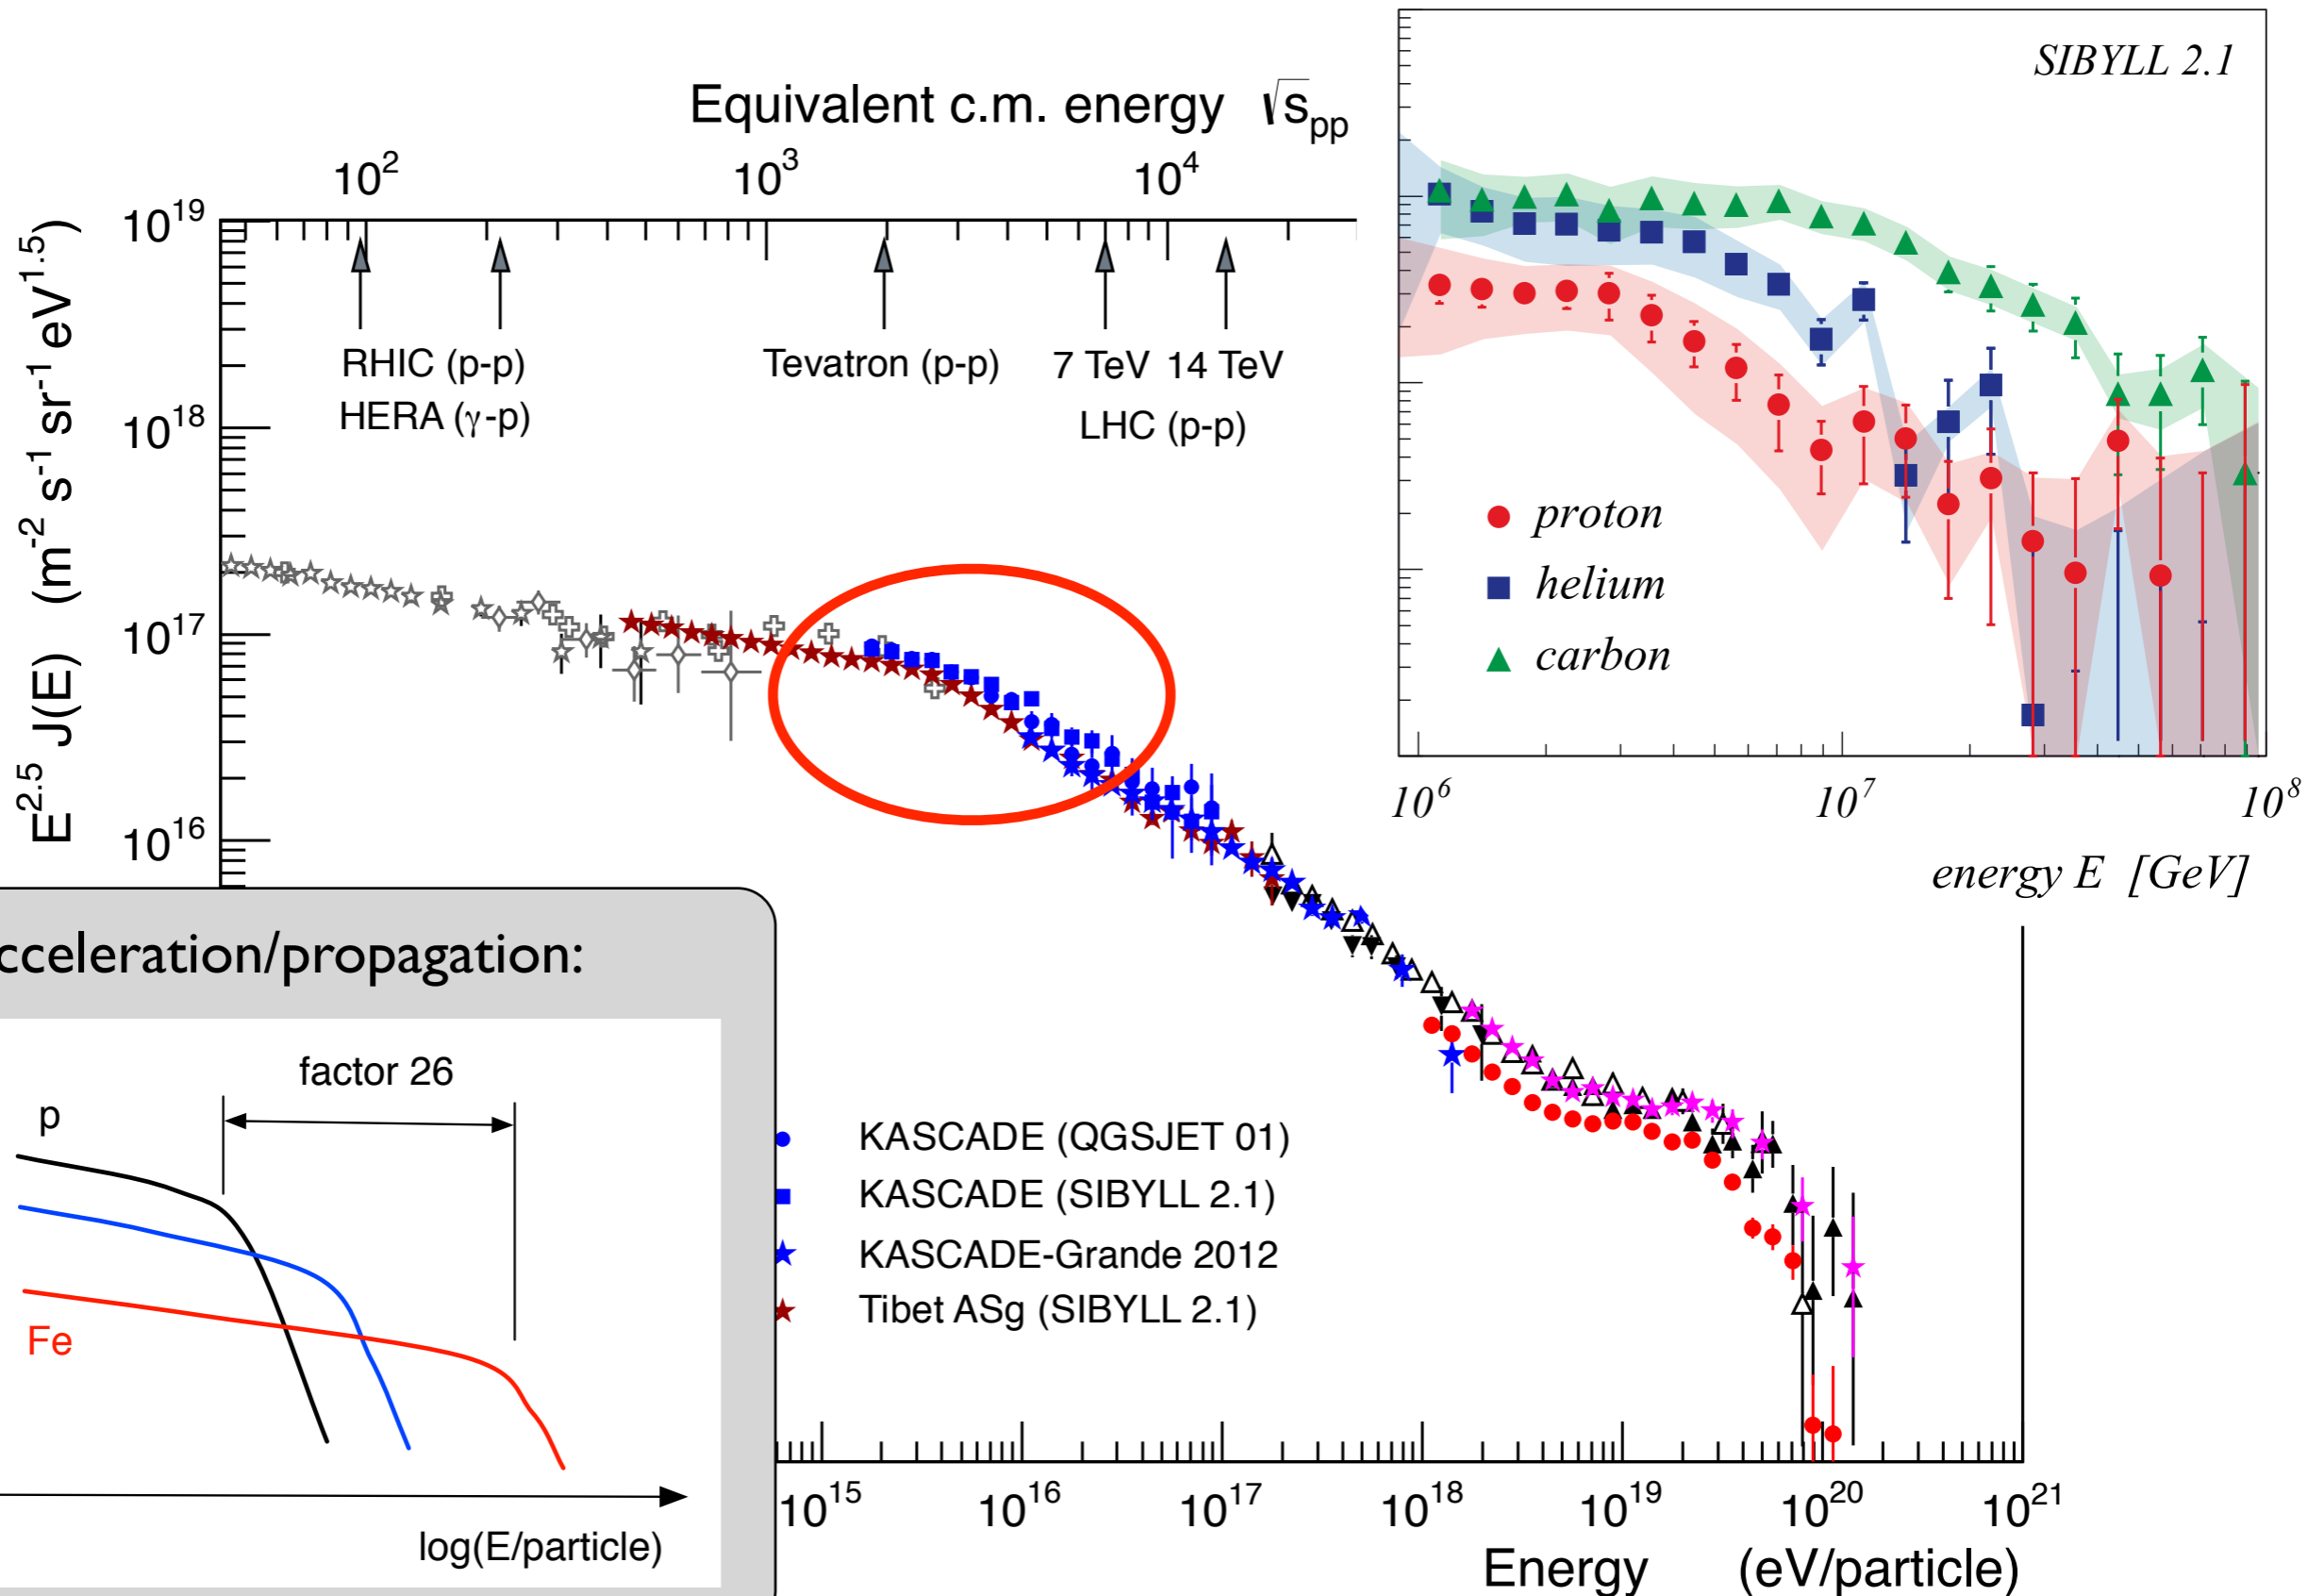 SIBYLL 2.1
Equivalent c.m. energy √s_pp
10^2 10^3 10^4
10^19
RHIC (p-p)
HERA (γ-p)
Tevatron (p-p)
7 TeV 14 TeV
LHC (p-p)
10^18
10^17
10^16
E^2.5 J(E) (m^-2 s^-1 sr^-1 eV^1.5)
proton
helium
carbon
10^6 10^7 10^8
energy E [GeV]
cceleration/propagation:
factor 26
p
Fe
log(E/particle)
KASCADE (QGSJET 01)
KASCADE (SIBYLL 2.1)
KASCADE-Grande 2012
Tibet ASg (SIBYLL 2.1)
10^15 10^16 10^17 10^18 10^19 10^20 10^21
Energy (eV/particle)